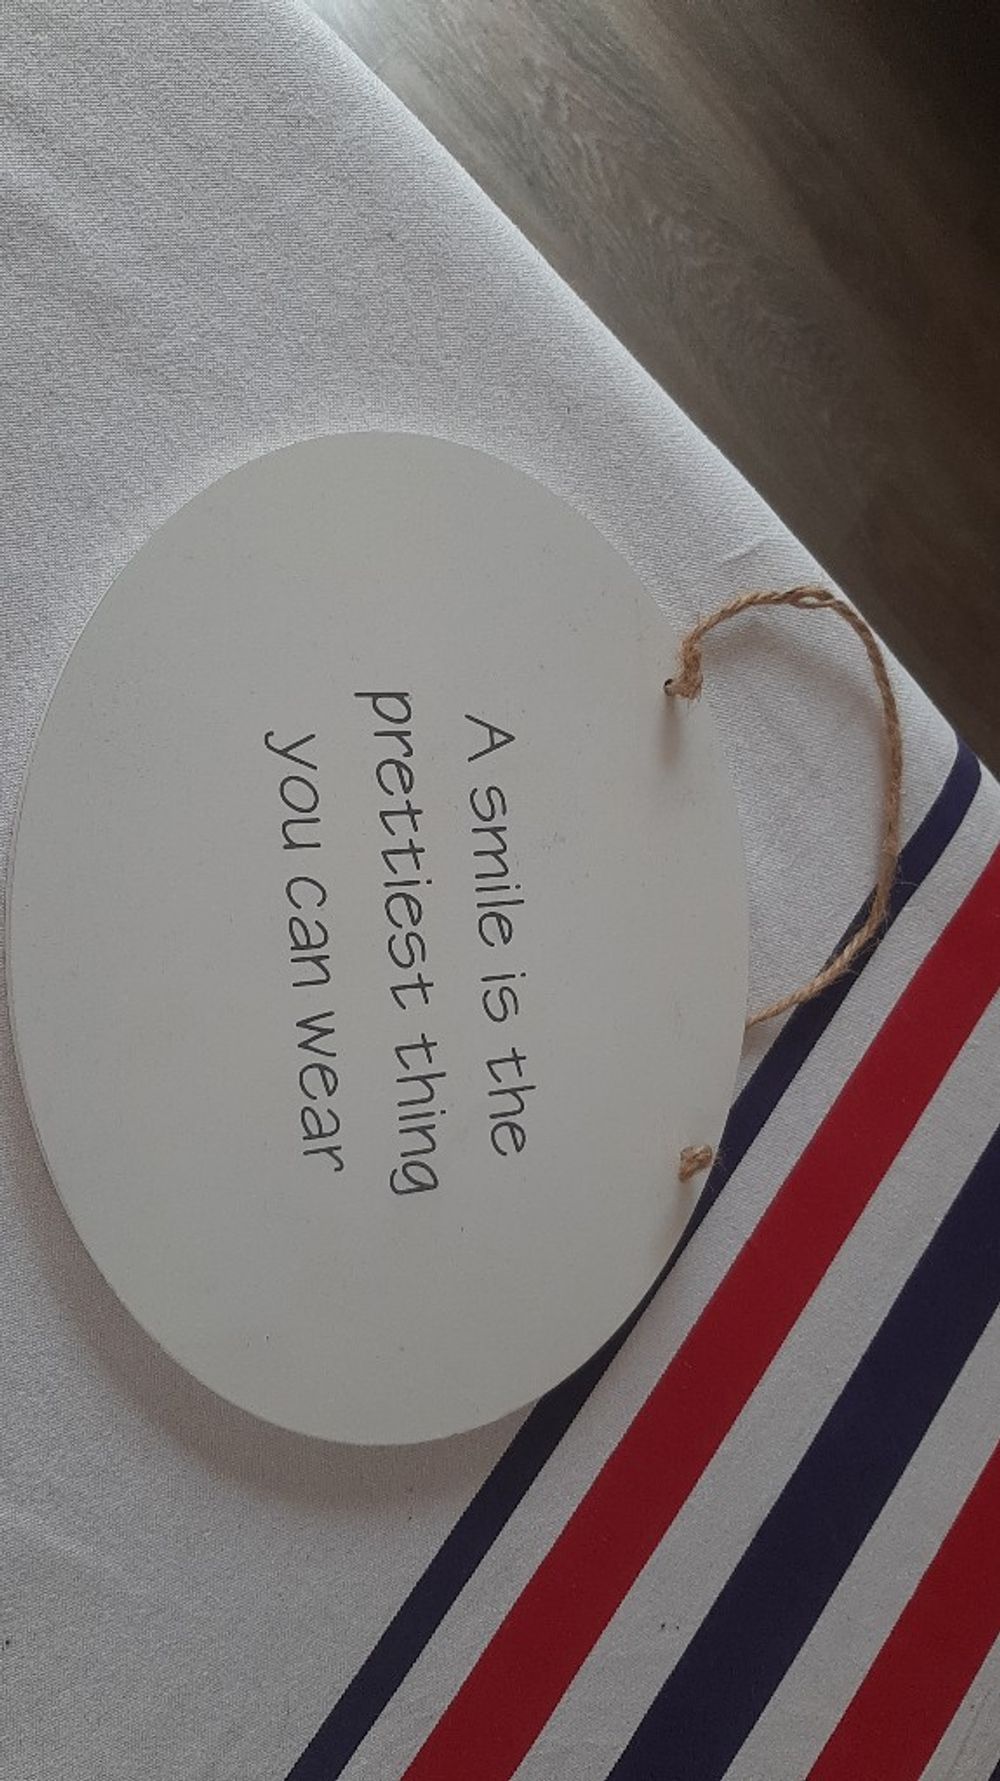 A smile is the
prettiest thing
you can wear